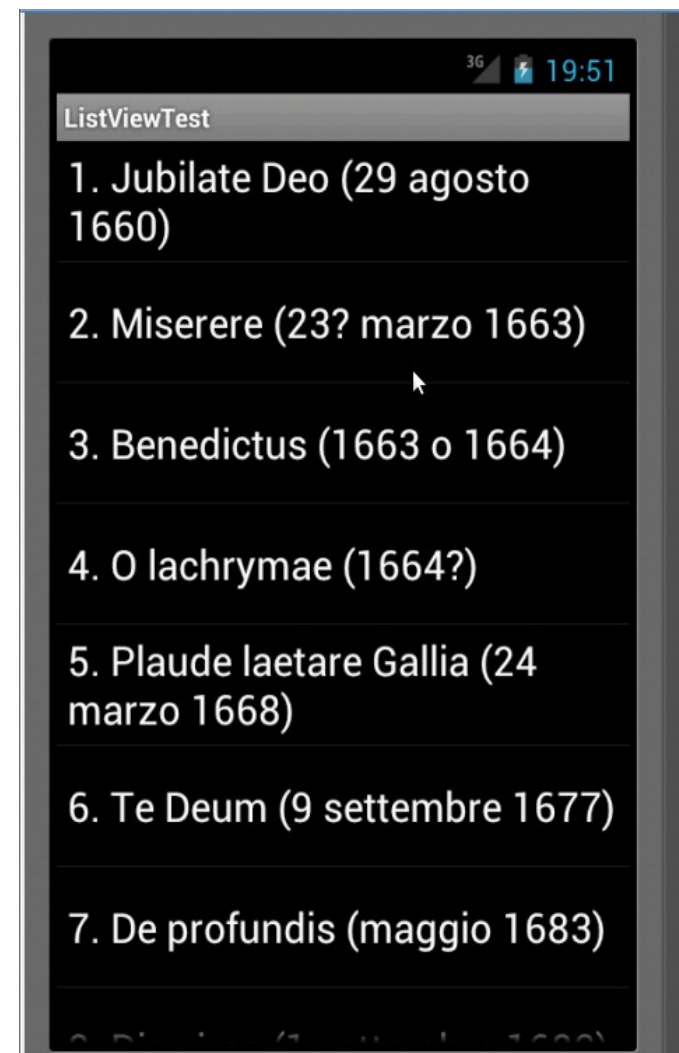 3G 19:51
ListViewTest
1. Jubilate Deo (29 agosto
1660)
2. Miserere (23? marzo 1663)
3. Benedictus (1663 o 1664)
4. O lachrymae (1664?)
5. Plaude laetare Gallia (24
marzo 1668)
6. Te Deum (9 settembre 1677)
7. De profundis (maggio 1683)